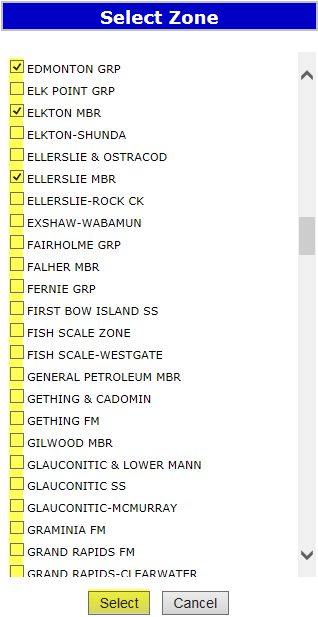 Select Zone
EDMONTON GRP
ELK POINT GRP
ELKTON MBR
ELKTON-SHUNDA
ELLERSLIE & OSTRACOD
ELLERSLIE MBR
ELLERSLIE-ROCK CK
EXSHAW-WABAMUN
FAIRHOLME GRP
FALHER MBR
FERNIE GRP
FIRST BOW ISLAND SS
FISH SCALE ZONE
FISH SCALE-WESTGATE
GENERAL PETROLEUM MBR
GETHING & CADOMIN
GETHING FM
GILWOOD MBR
GLAUCONITIC & LOWER MANN
GLAUCONITIC SS
GLAUCONITIC-MCMURRAY
GRAMINIA FM
GRAND RAPIDS FM
GRAND RAPIDS-CLEARWATER
Select Cancel